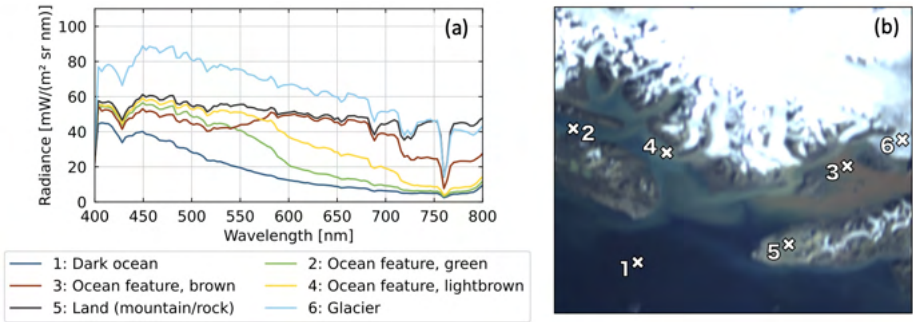 (a)
Radiance [mW/(m² sr nm)]
100
80
60
40
20
0
400 450 500 550 600 650 700 750 800
Wavelength [nm]
1: Dark ocean
2: Ocean feature, green
3: Ocean feature, brown
4: Ocean feature, lightbrown
5: Land (mountain/rock)
6: Glacier
(b)
2
4
6
3
5
1